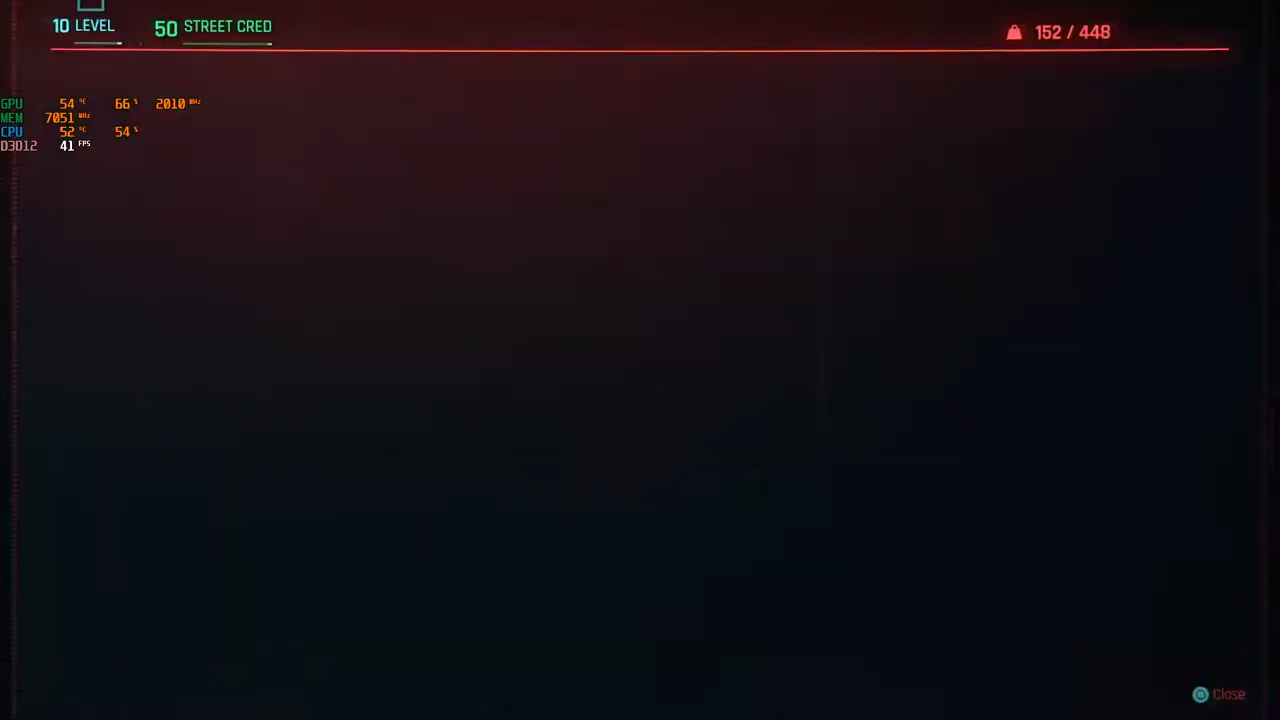 10 LEVEL 50 STREET CRED 152 / 448
GPU 54 °C 66 % 2010 MHz
MEM 7051 MHz
CPU 52 °C 54 %
D3D12 41 FPS
Close